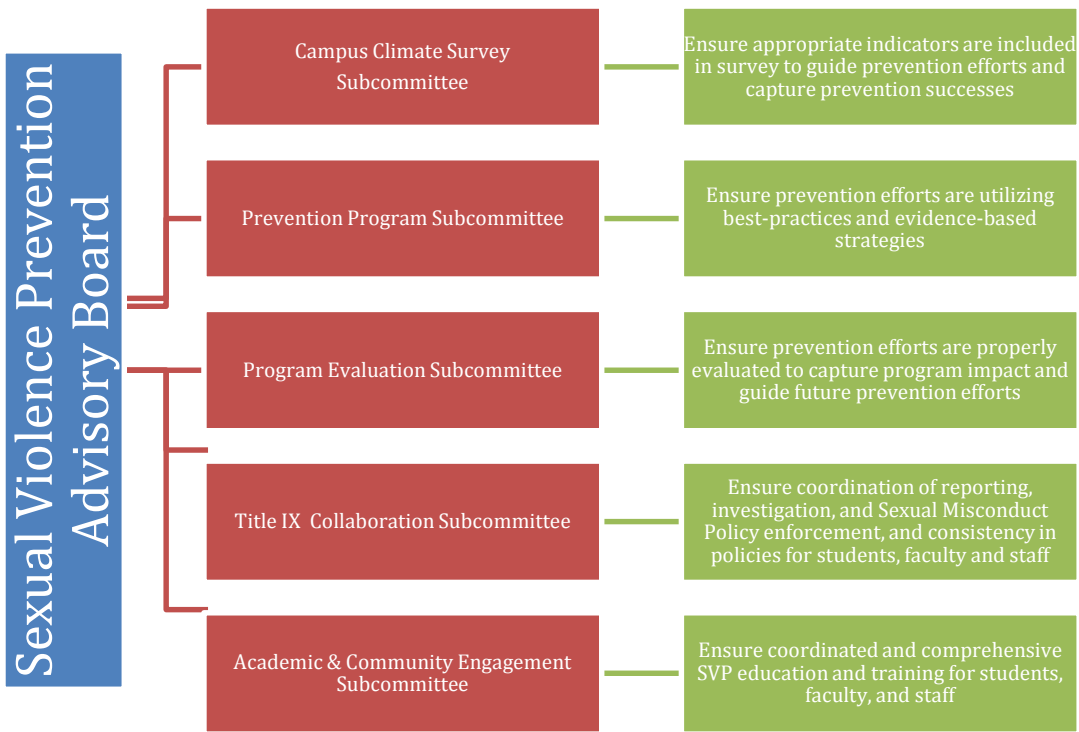 Sexual Violence Prevention
Advisory Board
Campus Climate Survey
Subcommittee
Ensure appropriate indicators are included
in survey to guide prevention efforts and
capture prevention successes
Prevention Program Subcommittee
Ensure prevention efforts are utilizing
best-practices and evidence-based
strategies
Program Evaluation Subcommittee
Ensure prevention efforts are properly
evaluated to capture program impact and
guide future prevention efforts
Title IX  Collaboration Subcommittee
Ensure coordination of reporting,
investigation, and Sexual Misconduct
Policy enforcement, and consistency in
policies for students, faculty and staff
Academic & Community Engagement
Subcommittee
Ensure coordinated and comprehensive
SVP education and training for students,
faculty, and staff